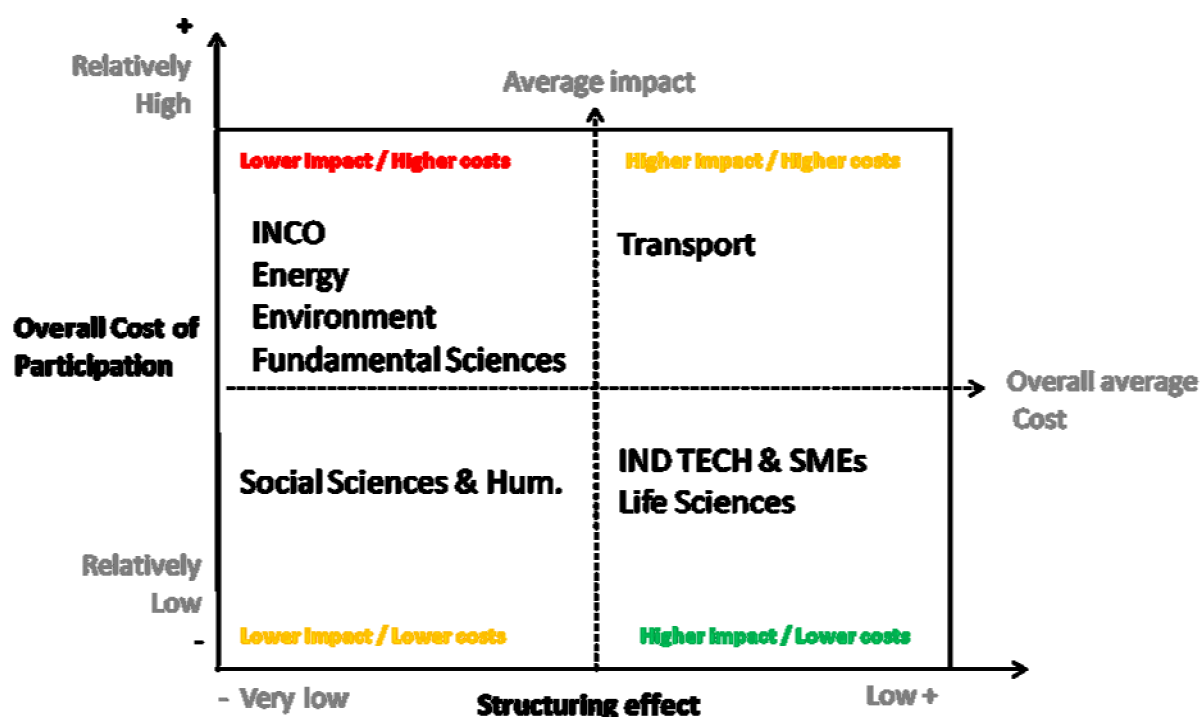 +
Relatively
High
Average impact
Lower Impact / Higher costs
Higher Impact / Higher costs
INCO
Energy
Environment
Fundamental Sciences
Transport
Overall Cost of
Participation
Overall average
Cost
Social Sciences & Hum.
IND TECH & SMEs
Life Sciences
Relatively
Low
-
Lower Impact / Lower costs
Higher Impact / Lower costs
- Very low
Structuring effect
Low +